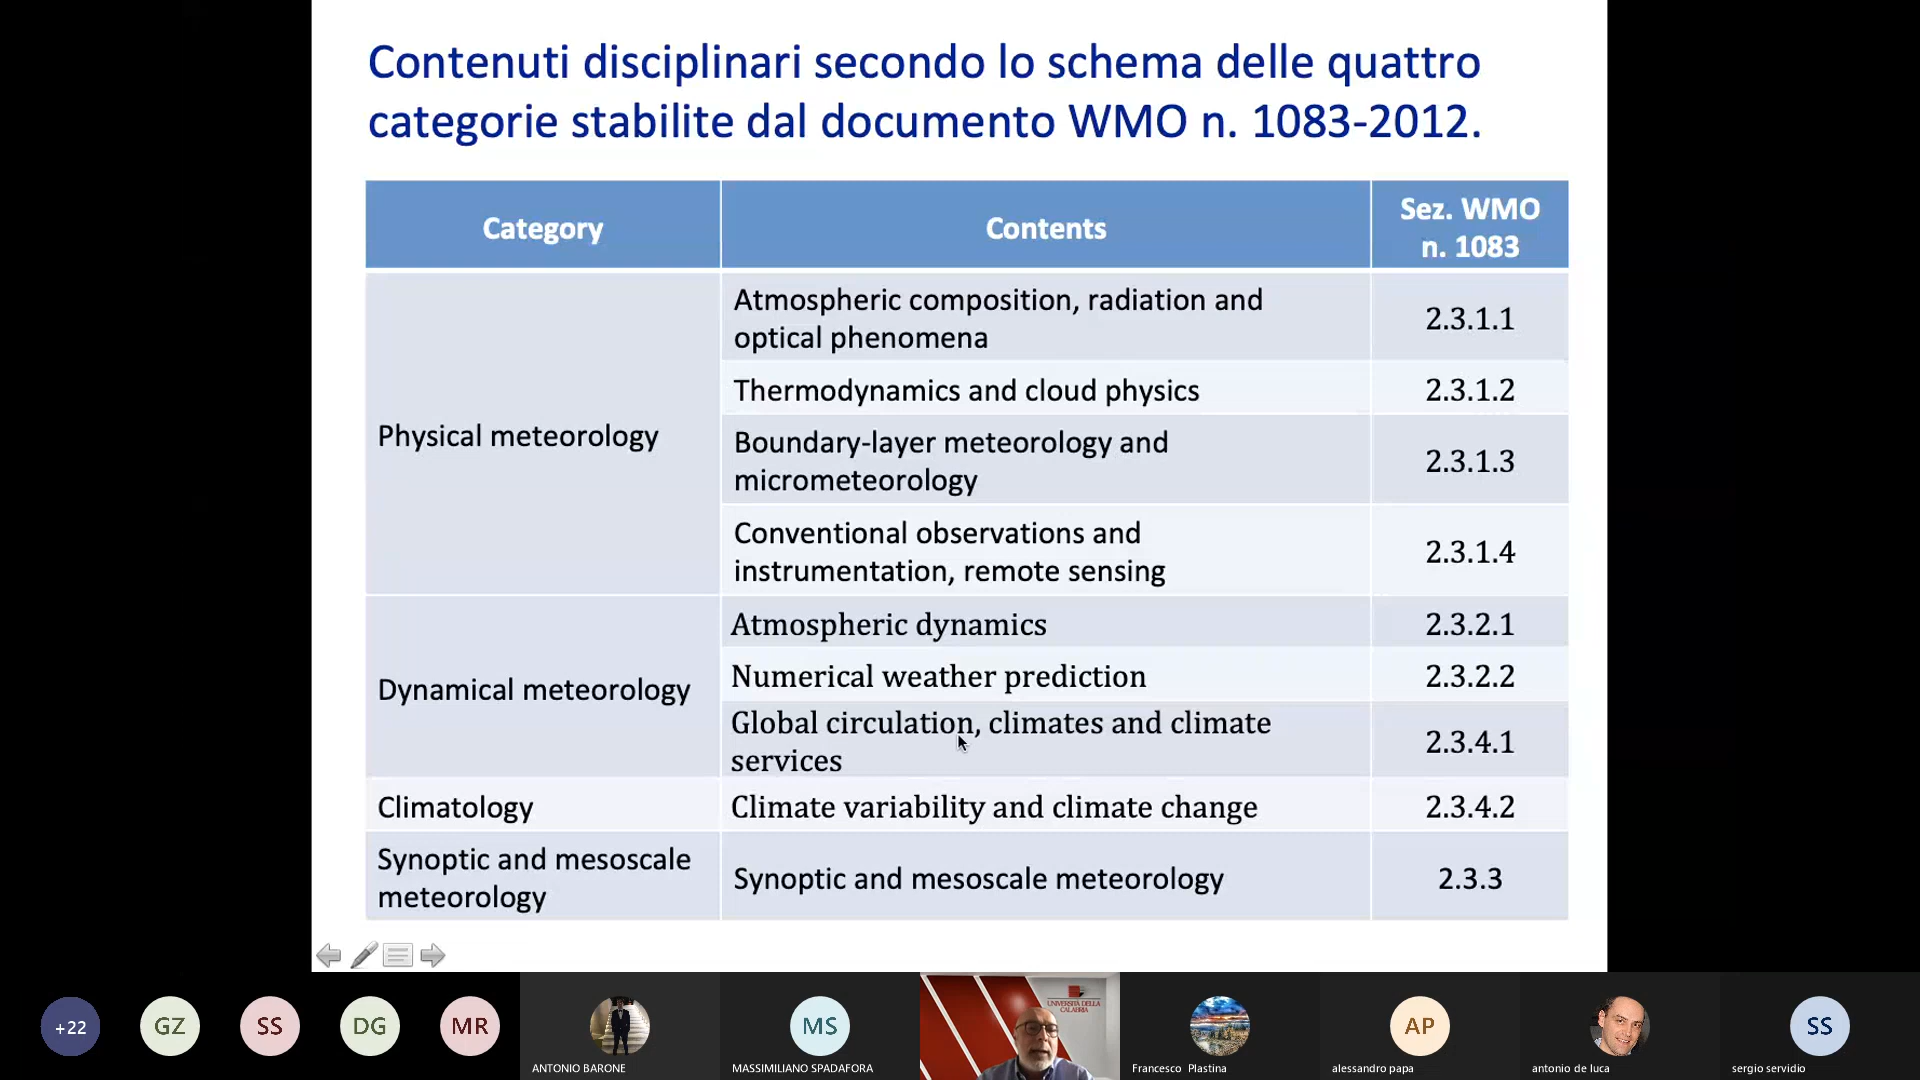 Contenuti disciplinari secondo lo schema delle quattro
categorie stabilite dal documento WMO n. 1083-2012.
Category
Contents
Sez. WMO
n. 1083
Physical meteorology
Atmospheric composition, radiation and
optical phenomena
2.3.1.1
Thermodynamics and cloud physics
2.3.1.2
Boundary-layer meteorology and
micrometeorology
2.3.1.3
Conventional observations and
instrumentation, remote sensing
2.3.1.4
Dynamical meteorology
Atmospheric dynamics
2.3.2.1
Numerical weather prediction
2.3.2.2
Global circulation, climates and climate
services
2.3.4.1
Climatology
Climate variability and climate change
2.3.4.2
Synoptic and mesoscale
meteorology
Synoptic and mesoscale meteorology
2.3.3
+22
GZ
SS
DG
MR
ANTONIO BARONE
MS
MASSIMILIANO SPADAFORA
UNIVERSITÀ DELLA
CALABRIA
Francesco Plastina
AP
alessandro papa
antonio de luca
SS
sergio servidio